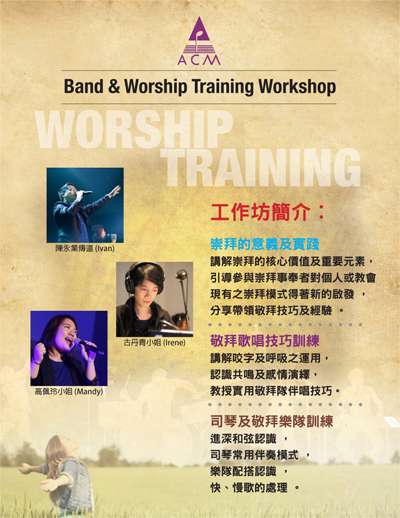 ACM
Band & Worship Training Workshop
WORSHIP
TRAINING
陳永業傳道 (Ivan)
古丹青小姐 (Irene)
高佩玲小姐 (Mandy)
工作坊簡介：
崇拜的意義及實踐
講解崇拜的核心價值及重要元素，
引導參與崇拜事奉者對個人或教會
現有之崇拜模式得著新的啟發 ，
分享帶領敬拜技巧及經驗 。
敬拜歌唱技巧訓練
講解咬字及呼吸之運用，
認識共鳴及感情演繹，
教授實用敬拜隊伴唱技巧。
司琴及敬拜樂隊訓練
進深和弦認識 ，
司琴常用伴奏模式 ，
樂隊配搭認識 ，
快、慢歌的處理 。